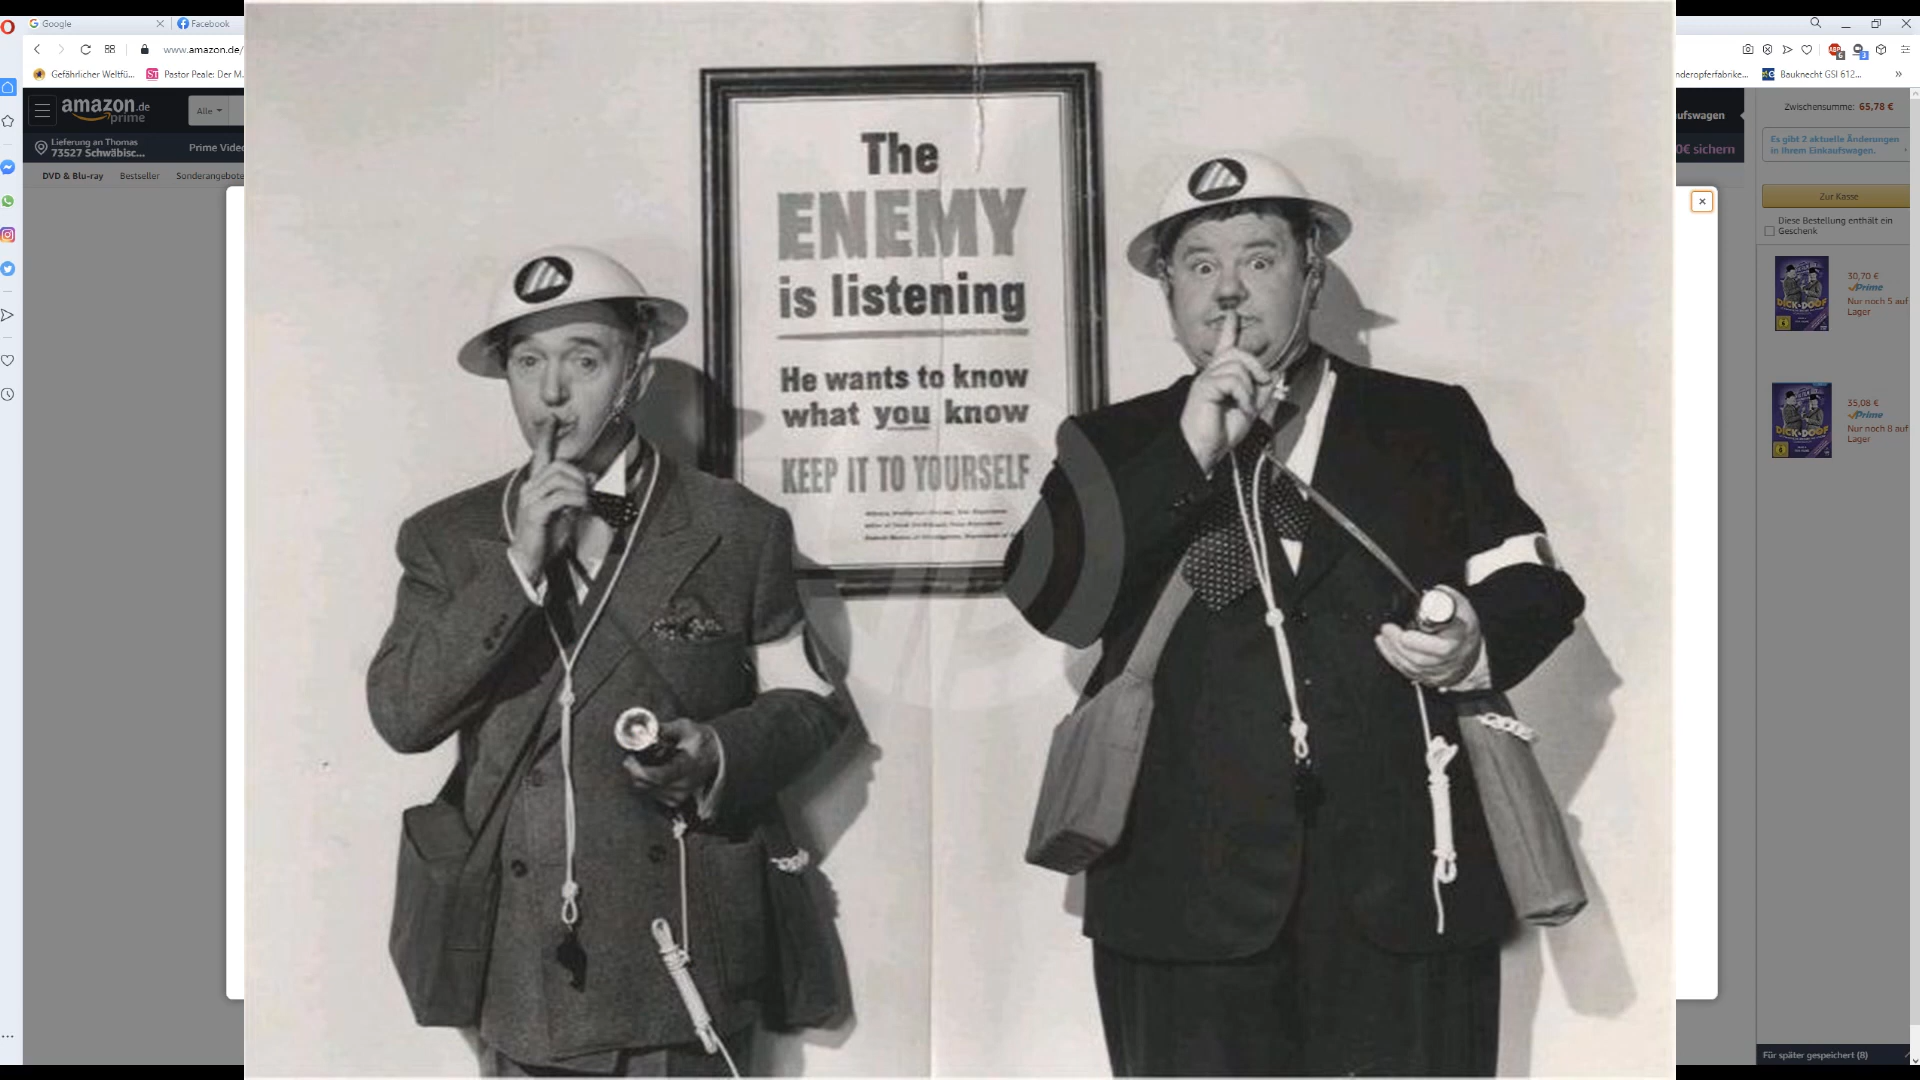 Google
Facebook
www.amazon.de/
Gefährlicher Weltfü...
Pastor Peale: Der M...
nderopferfabrike...
Bauknecht GSI 612...
amazon.de
prime
Alle
Lieferung an Thomas
73527 Schwäbisc...
Prime Video
DVD & Blu-ray
Bestseller
Sonderangebote
ufswagen
0€ sichern
Zwischensumme: 65,78 €
Es gibt 2 aktuelle Änderungen
in Ihrem Einkaufswagen.
Zur Kasse
Diese Bestellung enthält ein
Geschenk
DICK & DOOF
30,70 €
Prime
Nur noch 5 auf
Lager
DICK & DOOF
35,08 €
Prime
Nur noch 8 auf
Lager
Für später gespeichert (8)
The
ENEMY
is listening
He wants to know
what you know
KEEP IT TO YOURSELF